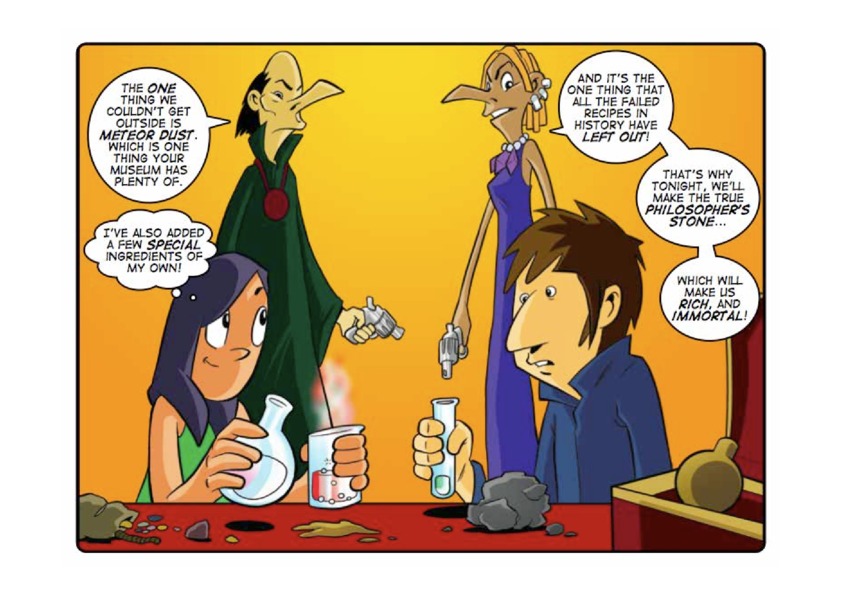 THE ONE
THING WE
COULDN'T GET
OUTSIDE IS
METEOR DUST.
WHICH IS ONE
THING YOUR
MUSEUM HAS
PLENTY OF.
AND IT'S THE
ONE THING THAT
ALL THE FAILED
RECIPES IN
HISTORY HAVE
LEFT OUT!
THAT'S WHY
TONIGHT, WE'LL
MAKE THE TRUE
PHILOSOPHER'S
STONE...
WHICH WILL
MAKE US
RICH, AND
IMMORTAL!
I'VE ALSO ADDED
A FEW SPECIAL
INGREDIENTS OF
MY OWN!